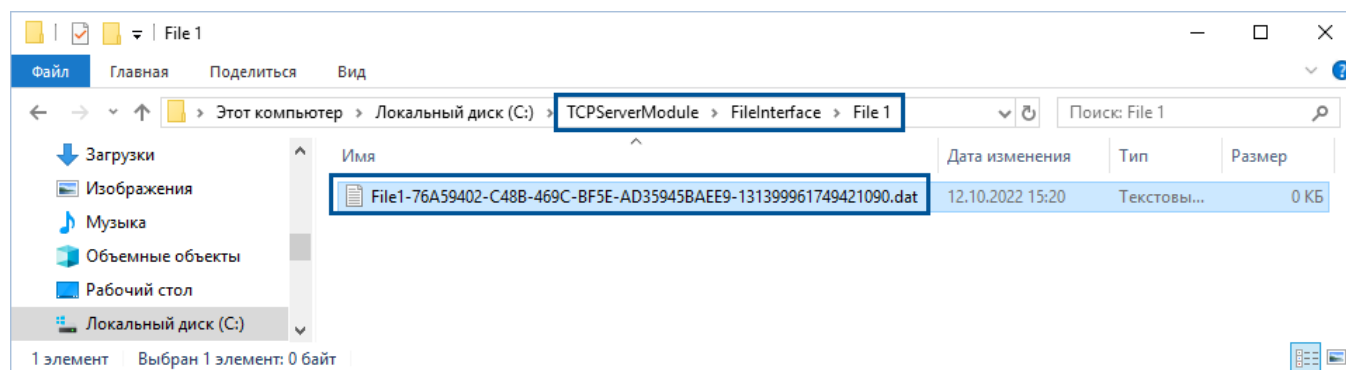 File 1
Файл Главная Поделиться Вид
Этот компьютер > Локальный диск (C:) > TCPServerModule > FileInterface > File 1 Поиск: File 1
Загрузки Имя Дата изменения Тип Размер
Изображения File1-76A59402-C48B-469C-BF5E-AD35945BAEE9-131399961749421090.dat 12.10.2022 15:20 Текстовы... 0 КБ
Музыка
Объемные объекты
Рабочий стол
Локальный диск (C:)
1 элемент Выбран 1 элемент: 0 байт